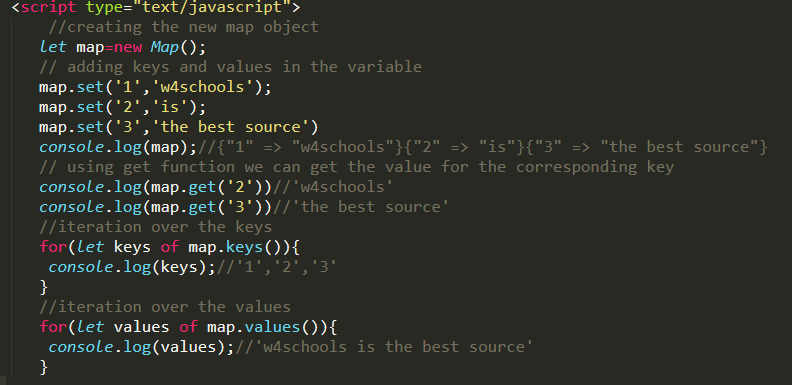 <script type="text/javascript">
//creating the new map object
let map=new Map();
// adding keys and values in the variable
map.set('1','w4schools');
map.set('2','is');
map.set('3','the best source')
console.log(map);//{"1" => "w4schools"}{"2" => "is"}{"3" => "the best source"}
// using get function we can get the value for the corresponding key
console.log(map.get('2'))//'w4schools'
console.log(map.get('3'))//'the best source'
//iteration over the keys
for(let keys of map.keys()){
console.log(keys);//'1','2','3'
}
//iteration over the values
for(let values of map.values()){
console.log(values);//'w4schools is the best source'
}